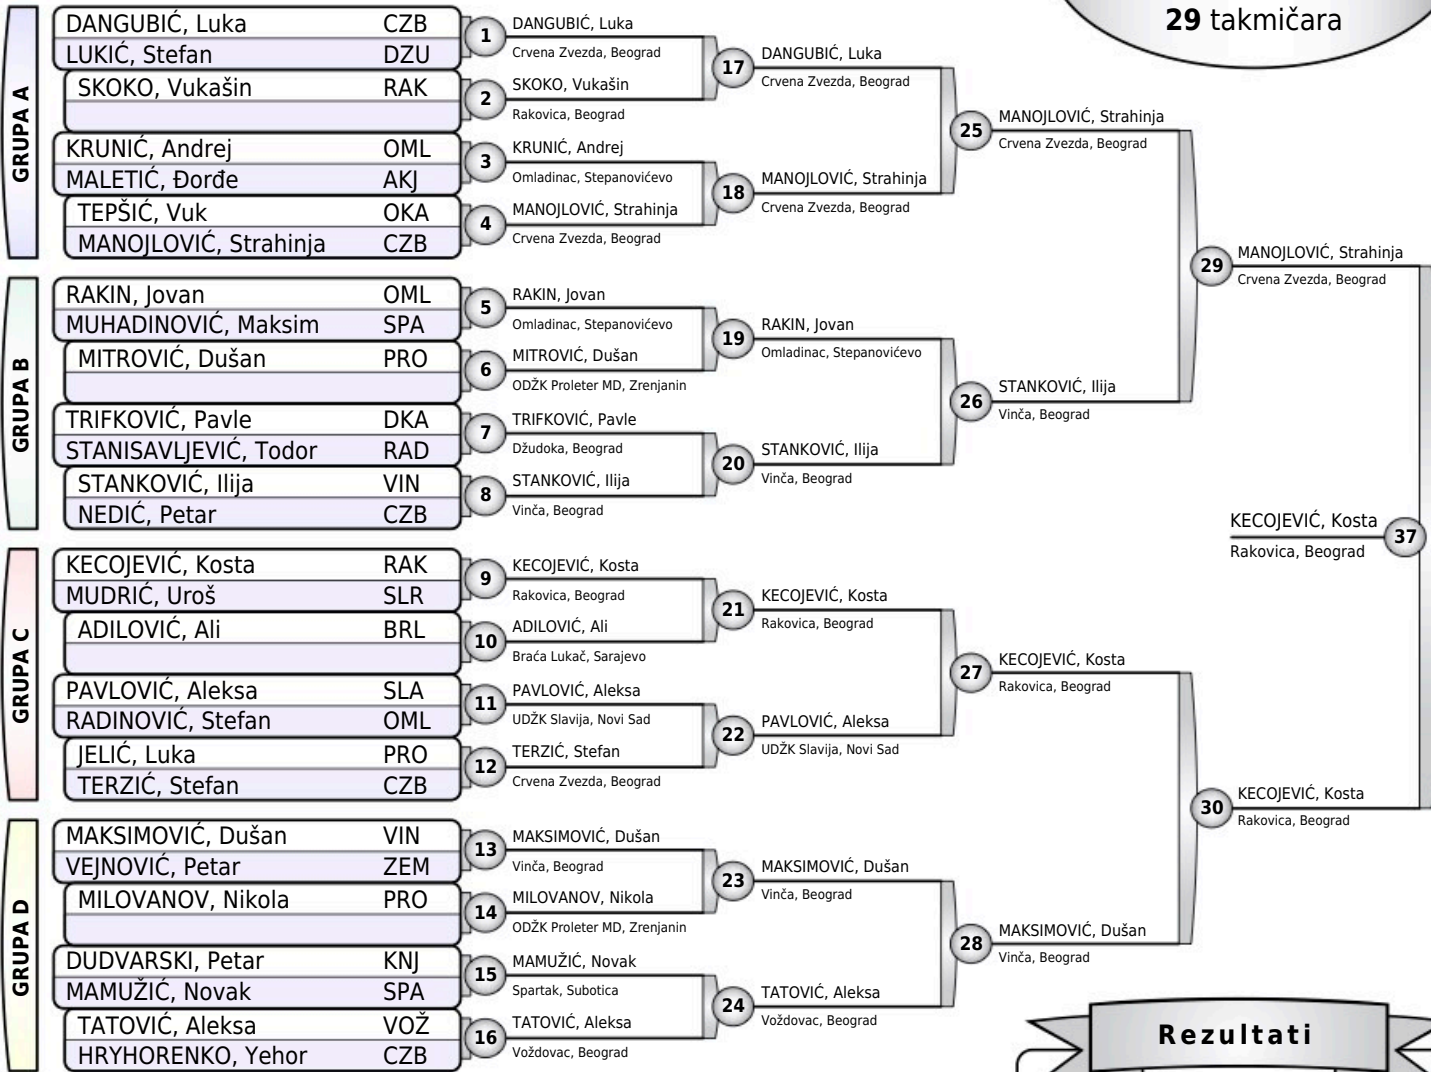 29 takmičara
GRUPA A
DANGUBIĆ, Luka CZB
LUKIĆ, Stefan DZU
SKOKO, Vukašin RAK
KRUNIĆ, Andrej OML
MALETIĆ, Đorđe AKJ
TEPŠIĆ, Vuk OKA
MANOJLOVIĆ, Strahinja CZB
1
DANGUBIĆ, Luka
Crvena Zvezda, Beograd
2
SKOKO, Vukašin
Rakovica, Beograd
3
KRUNIĆ, Andrej
Omladinac, Stepanovićevo
4
MANOJLOVIĆ, Strahinja
Crvena Zvezda, Beograd
17
DANGUBIĆ, Luka
Crvena Zvezda, Beograd
18
MANOJLOVIĆ, Strahinja
Crvena Zvezda, Beograd
25
MANOJLOVIĆ, Strahinja
Crvena Zvezda, Beograd
GRUPA B
RAKIN, Jovan OML
MUHADINOVIĆ, Maksim SPA
MITROVIĆ, Dušan PRO
TRIFKOVIĆ, Pavle DKA
STANISAVLJEVIĆ, Todor RAD
STANKOVIĆ, Ilija VIN
NEDIĆ, Petar CZB
5
RAKIN, Jovan
Omladinac, Stepanovićevo
6
MITROVIĆ, Dušan
ODŽK Proleter MD, Zrenjanin
7
TRIFKOVIĆ, Pavle
Džudoka, Beograd
8
STANKOVIĆ, Ilija
Vinča, Beograd
19
RAKIN, Jovan
Omladinac, Stepanovićevo
20
STANKOVIĆ, Ilija
Vinča, Beograd
26
STANKOVIĆ, Ilija
Vinča, Beograd
29
MANOJLOVIĆ, Strahinja
Crvena Zvezda, Beograd
GRUPA C
KECOJEVIĆ, Kosta RAK
MUDRIĆ, Uroš SLR
ADILOVIĆ, Ali BRL
PAVLOVIĆ, Aleksa SLA
RADINOVIĆ, Stefan OML
JELIĆ, Luka PRO
TERZIĆ, Stefan CZB
9
KECOJEVIĆ, Kosta
Rakovica, Beograd
10
ADILOVIĆ, Ali
Braća Lukač, Sarajevo
11
PAVLOVIĆ, Aleksa
UDŽK Slavija, Novi Sad
12
TERZIĆ, Stefan
Crvena Zvezda, Beograd
21
KECOJEVIĆ, Kosta
Rakovica, Beograd
22
PAVLOVIĆ, Aleksa
UDŽK Slavija, Novi Sad
27
KECOJEVIĆ, Kosta
Rakovica, Beograd
GRUPA D
MAKSIMOVIĆ, Dušan VIN
VEJNOVIĆ, Petar ZEM
MILOVANOV, Nikola PRO
DUDVARSKI, Petar KNJ
MAMUŽIĆ, Novak SPA
TATOVIĆ, Aleksa VOŽ
HRYHORENKO, Yehor CZB
13
MAKSIMOVIĆ, Dušan
Vinča, Beograd
14
MILOVANOV, Nikola
ODŽK Proleter MD, Zrenjanin
15
MAMUŽIĆ, Novak
Spartak, Subotica
16
TATOVIĆ, Aleksa
Voždovac, Beograd
23
MAKSIMOVIĆ, Dušan
Vinča, Beograd
24
TATOVIĆ, Aleksa
Voždovac, Beograd
28
MAKSIMOVIĆ, Dušan
Vinča, Beograd
30
KECOJEVIĆ, Kosta
Rakovica, Beograd
KECOJEVIĆ, Kosta
Rakovica, Beograd
37
Rezultati